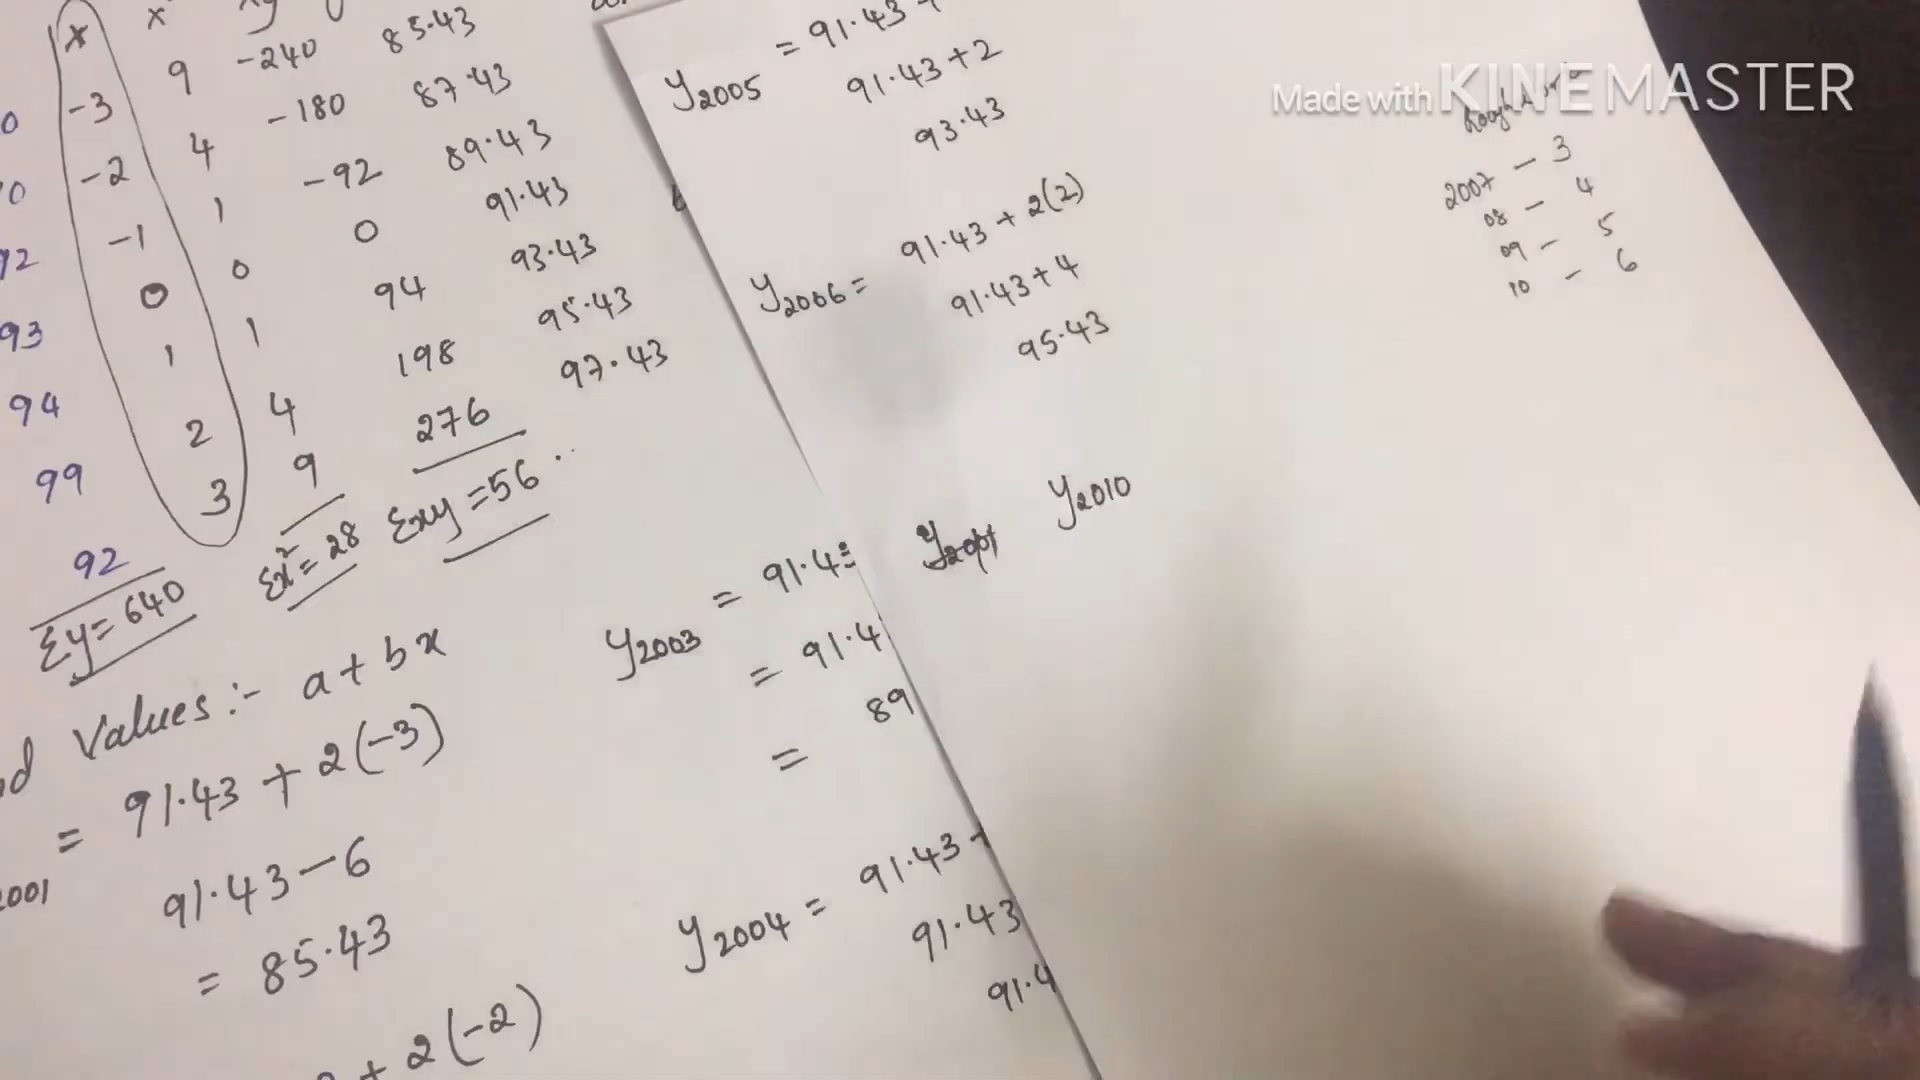 x x xy y
-3 9 -240 85.43
-2 4 -180 87.43
-1 1 -92 89.43
0 0 0 91.43
1 1 94 93.43
2 4 198 95.43
3 9 276 97.43
0
0
92
93
94
99
92
Σy = 640
Σx² = 28
Σxy = 56
Values :- a + bx
= 91.43 + 2(-3)
2001
91.43 - 6
= 85.43
+ 2(-2)
y2003 = 91.43
= 91.4
= 89
y2004 = 91.43 +
91.43
91.4
y2005 = 91.43 +
91.43 + 2
93.43
y2006 = 91.43 + 2(2)
91.43 + 4
95.43
y2010
2007 - 3
08 - 4
09 - 5
10 - 6
Made with KINEMASTER